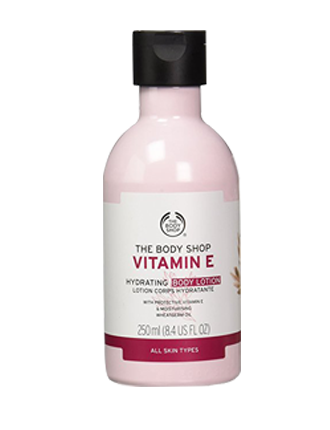 THE
BODY
SHOP
THE BODY SHOP
VITAMIN E
HYDRATING BODY LOTION
LOTION CORPS HYDRATANTE
WITH PROTECTIVE VITAMIN E
& MOISTURISING
WHEATGERM OIL
250 ml (8.4 US FL OZ)
ALL SKIN TYPES